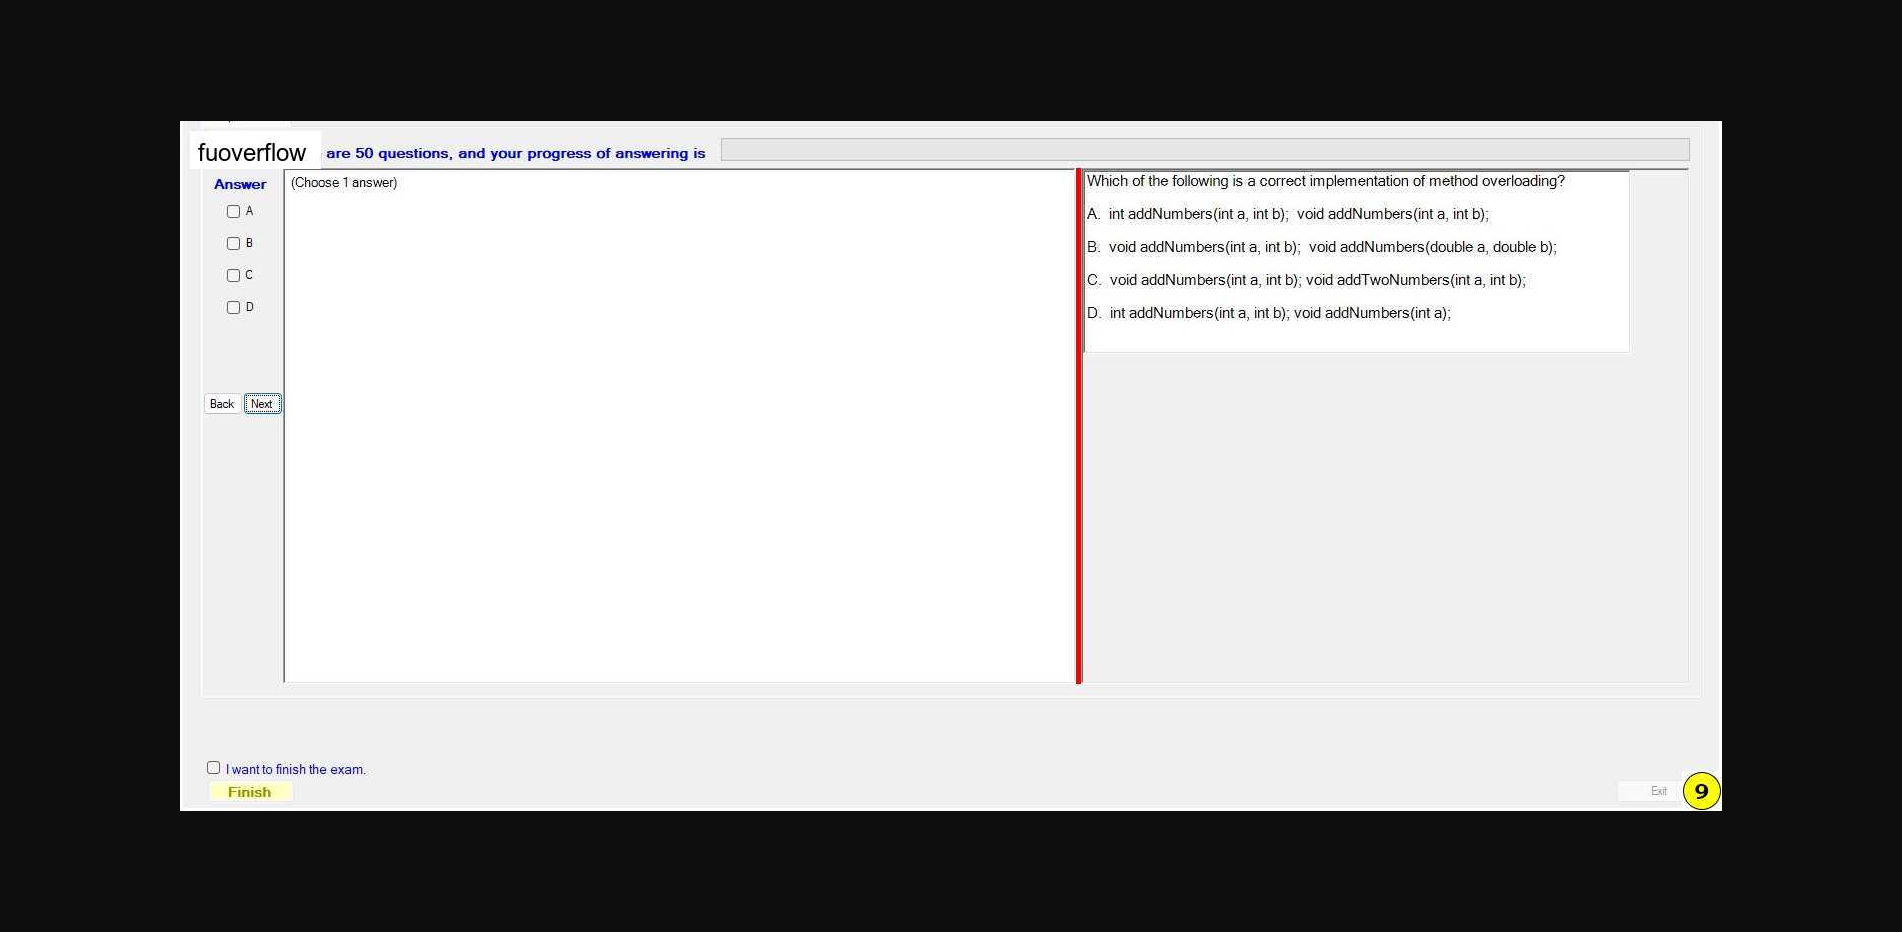 fuoverflow are 50 questions, and your progress of answering is
Answer
A
B
C
D
Back Next
(Choose 1 answer)
Which of the following is a correct implementation of method overloading?
A. int addNumbers(int a, int b); void addNumbers(int a, int b);
B. void addNumbers(int a, int b); void addNumbers(double a, double b);
C. void addNumbers(int a, int b); void addTwoNumbers(int a, int b);
D. int addNumbers(int a, int b); void addNumbers(int a);
I want to finish the exam.
Finish
Exit
9